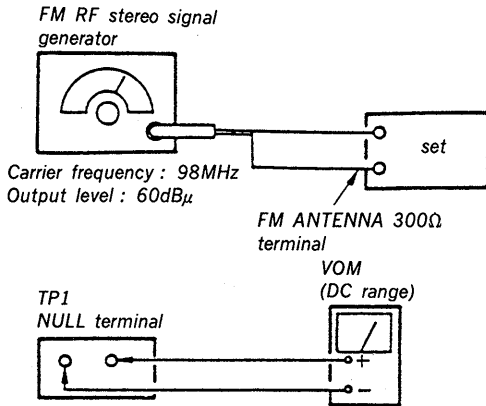 FM RF stereo signal
generator
set
Carrier frequency : 98MHz
Output level : 60dBμ
FM ANTENNA 300Ω
terminal
VOM
(DC range)
TP1
NULL terminal
+
−